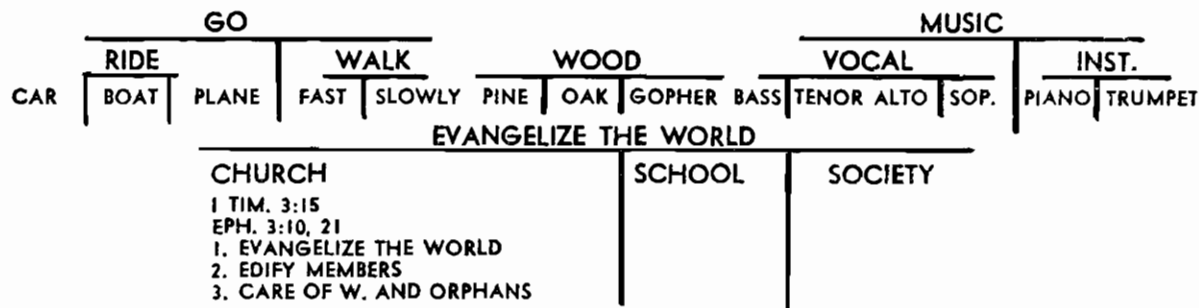 GO MUSIC
RIDE WALK WOOD VOCAL INST.
CAR BOAT PLANE FAST SLOWLY PINE OAK GOPHER BASS TENOR ALTO SOP. PIANO TRUMPET
EVANGELIZE THE WORLD
CHURCH SCHOOL SOCIETY
I TIM. 3:15
EPH. 3:10, 21
1. EVANGELIZE THE WORLD
2. EDIFY MEMBERS
3. CARE OF W. AND ORPHANS